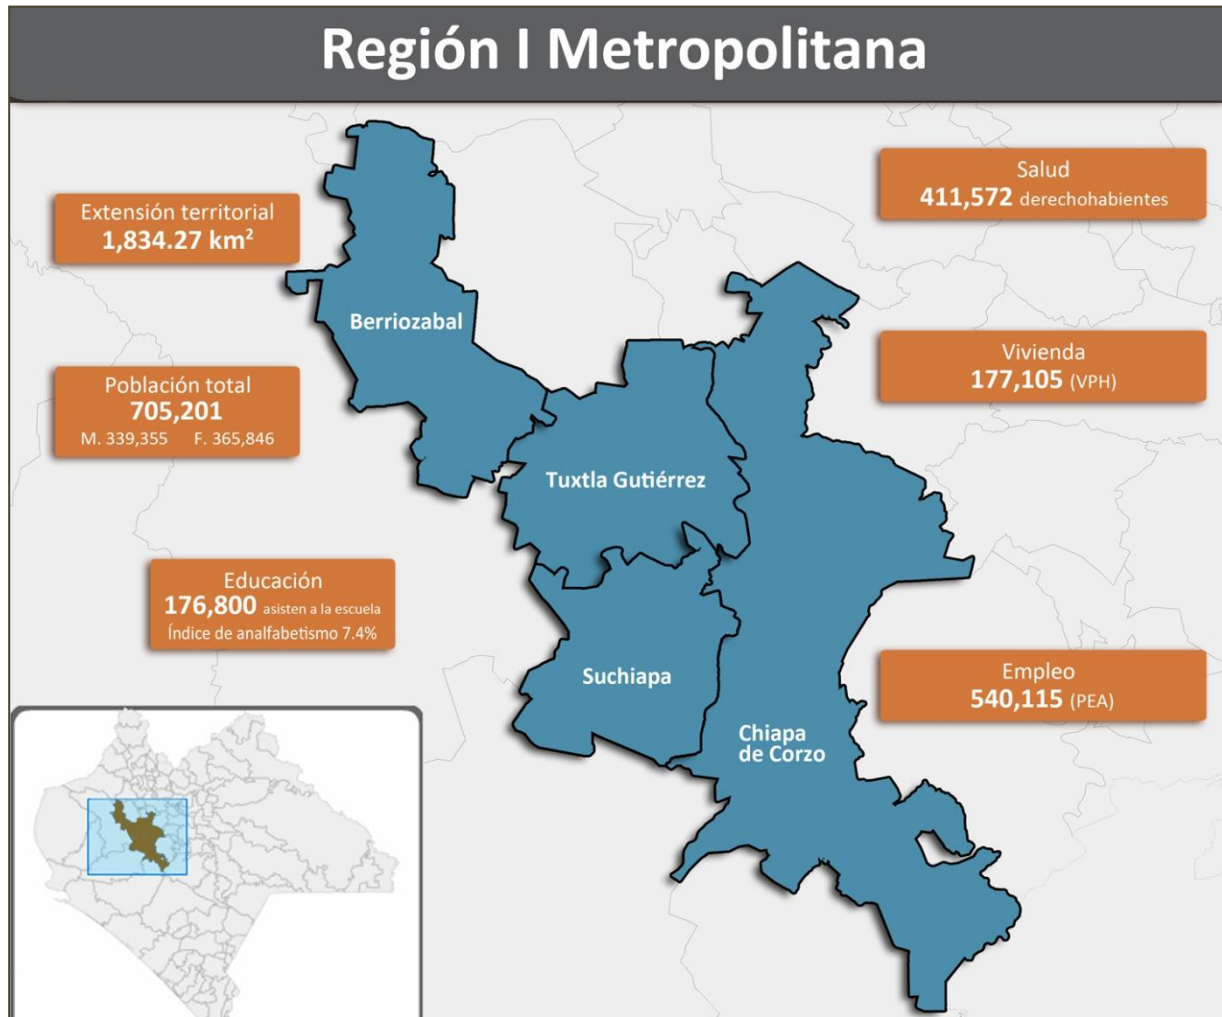 Región I Metropolitana
Extensión territorial
1,834.27 km²
Población total
705,201
M. 339,355 F. 365,846
Educación
176,800 asisten a la escuela
Índice de analfabetismo 7.4%
Salud
411,572 derechohabientes
Vivienda
177,105 (VPH)
Empleo
540,115 (PEA)
Berriozabal
Tuxtla Gutiérrez
Suchiapa
Chiapa
de Corzo